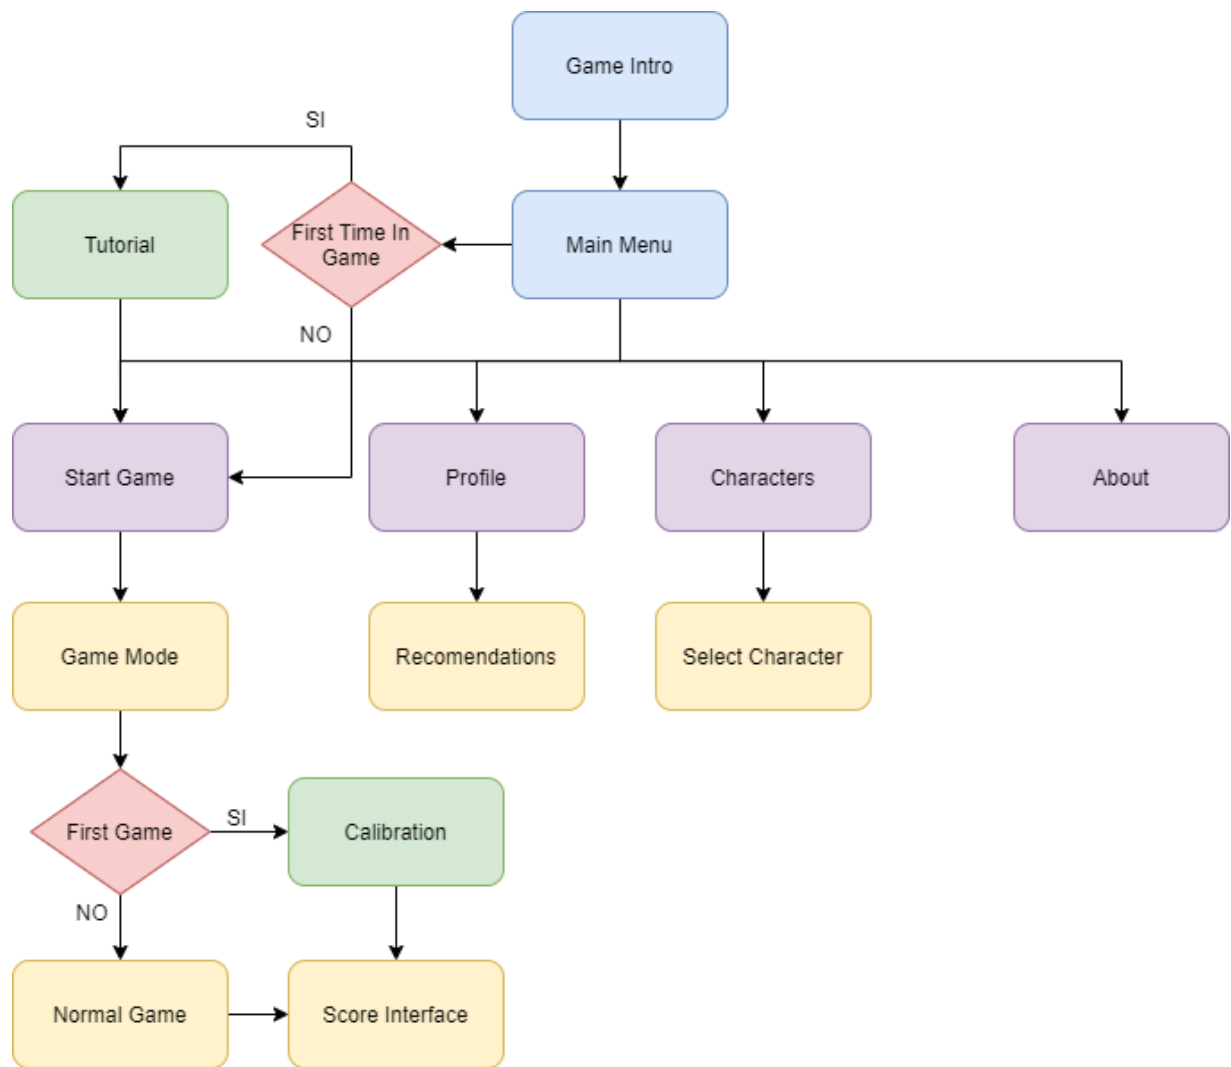 Game Intro
SI
Tutorial
First Time In
Game
Main Menu
NO
Start Game
Profile
Characters
About
Game Mode
Recomendations
Select Character
First Game
SI
Calibration
NO
Normal Game
Score Interface